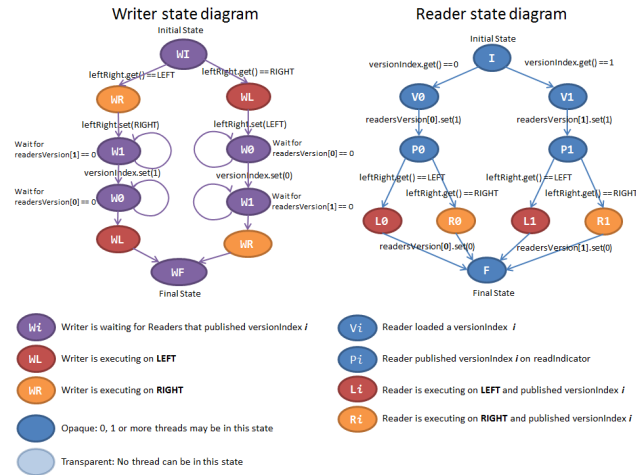 Writer state diagram
Initial State
WI
leftRight.get()==LEFT
leftRight.get()==RIGHT
WR
WL
leftRight.set(RIGHT)
leftRight.set(LEFT)
Wait for
readersVersion[1]==0
W1
W0
Wait for
readersVersion[0]==0
versionIndex.set(1)
versionIndex.set(0)
Wait for
readersVersion[0]==0
W0
W1
Wait for
readersVersion[1]==0
WL
WR
WF
Final State
Reader state diagram
Initial State
I
versionIndex.get()==0
versionIndex.get()==1
V0
V1
readersVersion[0].set(1)
readersVersion[1].set(1)
P0
P1
leftRight.get()==LEFT
leftRight.get()==LEFT
leftRight.get()==RIGHT
leftRight.get()==RIGHT
L0
R0
L1
R1
readersVersion[0].set(0)
readersVersion[1].set(0)
F
Final State
Wi
Writer is waiting for Readers that published versionIndex i
WL
Writer is executing on LEFT
WR
Writer is executing on RIGHT
Opaque: 0, 1 or more threads may be in this state
Transparent: No thread can be in this state
Vi
Reader loaded a versionIndex i
Pi
Reader published versionIndex i on readIndicator
Li
Reader is executing on LEFT and published versionIndex i
Ri
Reader is executing on RIGHT and published versionIndex i